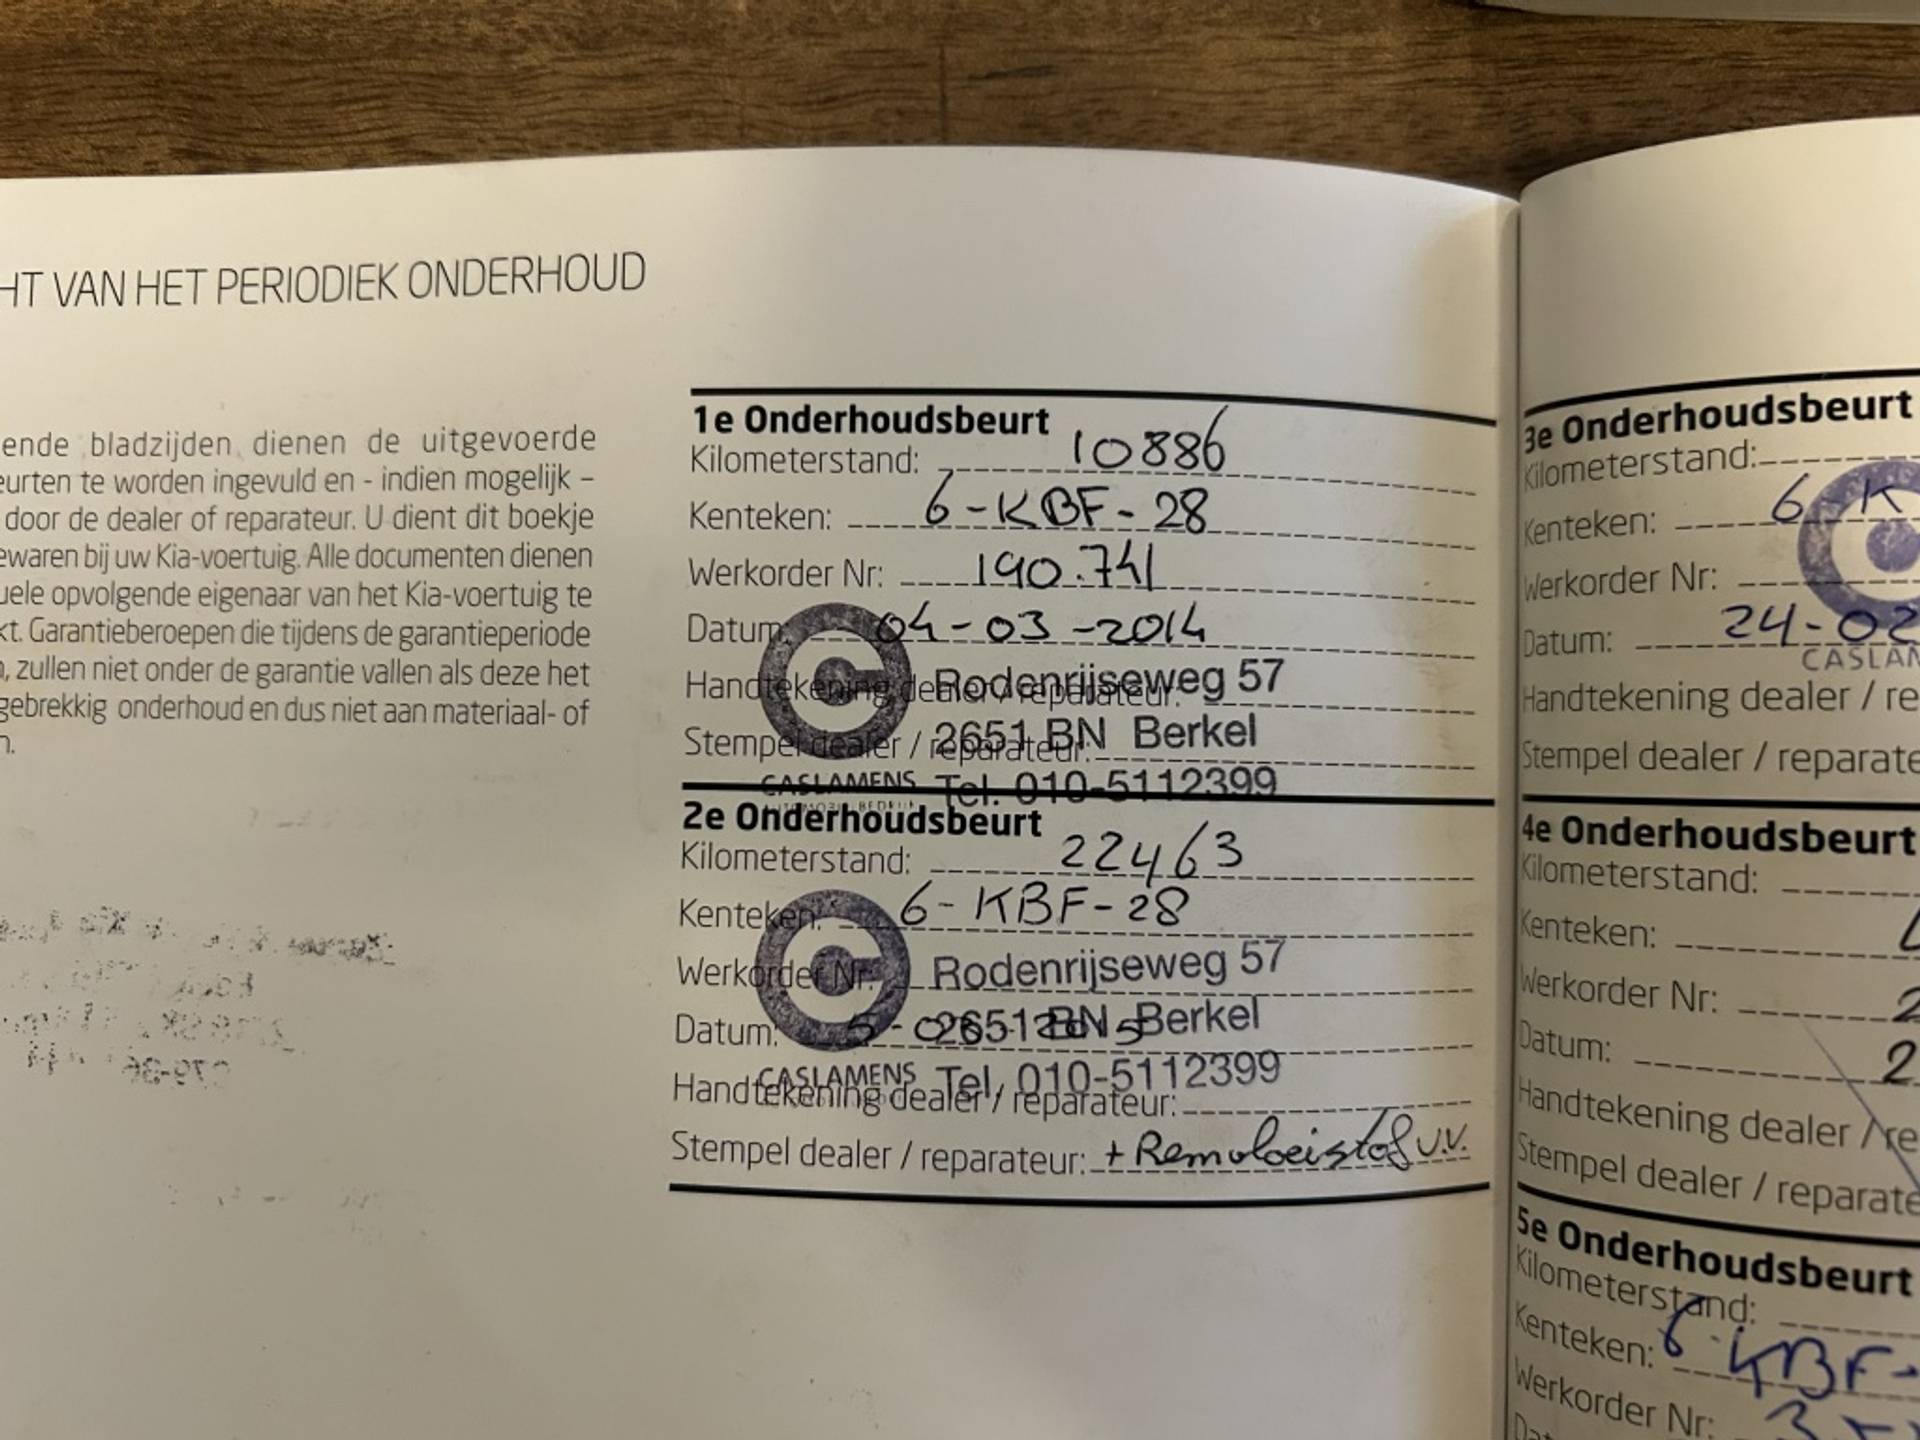 HT VAN HET PERIODIEK ONDERHOUD
ende bladzijden dienen de uitgevoerde
eurten te worden ingevuld en - indien mogelijk –
door de dealer of reparateur. U dient dit boekje
ewaren bij uw Kia-voertuig. Alle documenten dienen
uele opvolgende eigenaar van het Kia-voertuig te
kt. Garantieberoepen die tijdens de garantieperiode
n, zullen niet onder de garantie vallen als deze het
gebrekkig onderhoud en dus niet aan materiaal- of
n.
1e Onderhoudsbeurt
Kilometerstand: 10886
Kenteken: 6-KBF-28
Werkorder Nr: 190.741
Datum: 04-03-2014
Handtekening dealer / reparateur:
Stempel dealer / reparateur:
Rodenrijseweg 57
2651 BN Berkel
CASLAMENS Tel. 010-5112399
AUTOMOBIELBEDRIJF
2e Onderhoudsbeurt
Kilometerstand: 22463
Kenteken: 6-KBF-28
Werkorder Nr:
Datum:
Handtekening dealer / reparateur:
Stempel dealer / reparateur: + Remvloeistof v.v.
Rodenrijseweg 57
2651 BN Berkel
CASLAMENS Tel. 010-5112399
3e Onderhoudsbeurt
Kilometerstand:
Kenteken: 6-K
Werkorder Nr:
Datum: 24-02
CASLAM
Handtekening dealer / re
Stempel dealer / reparate
4e Onderhoudsbeurt
Kilometerstand:
Kenteken:
Werkorder Nr: 2
Datum: 2
Handtekening dealer / re
Stempel dealer / reparate
5e Onderhoudsbeurt
Kilometerstand:
Kenteken: 6-KBF-
Werkorder Nr:
Dat